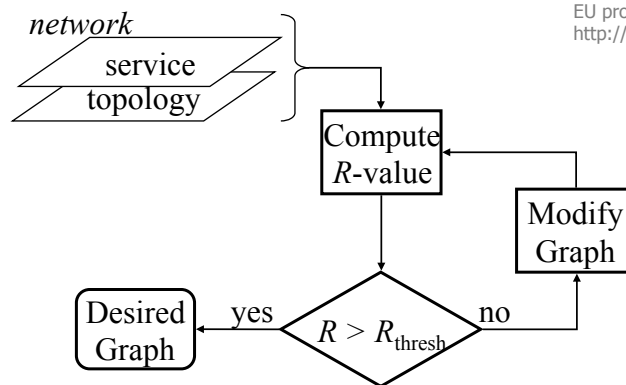 EU pro
http://
network
service
topology
Compute
R-value
Modify
Graph
yes
R > Rthresh
no
Desired
Graph